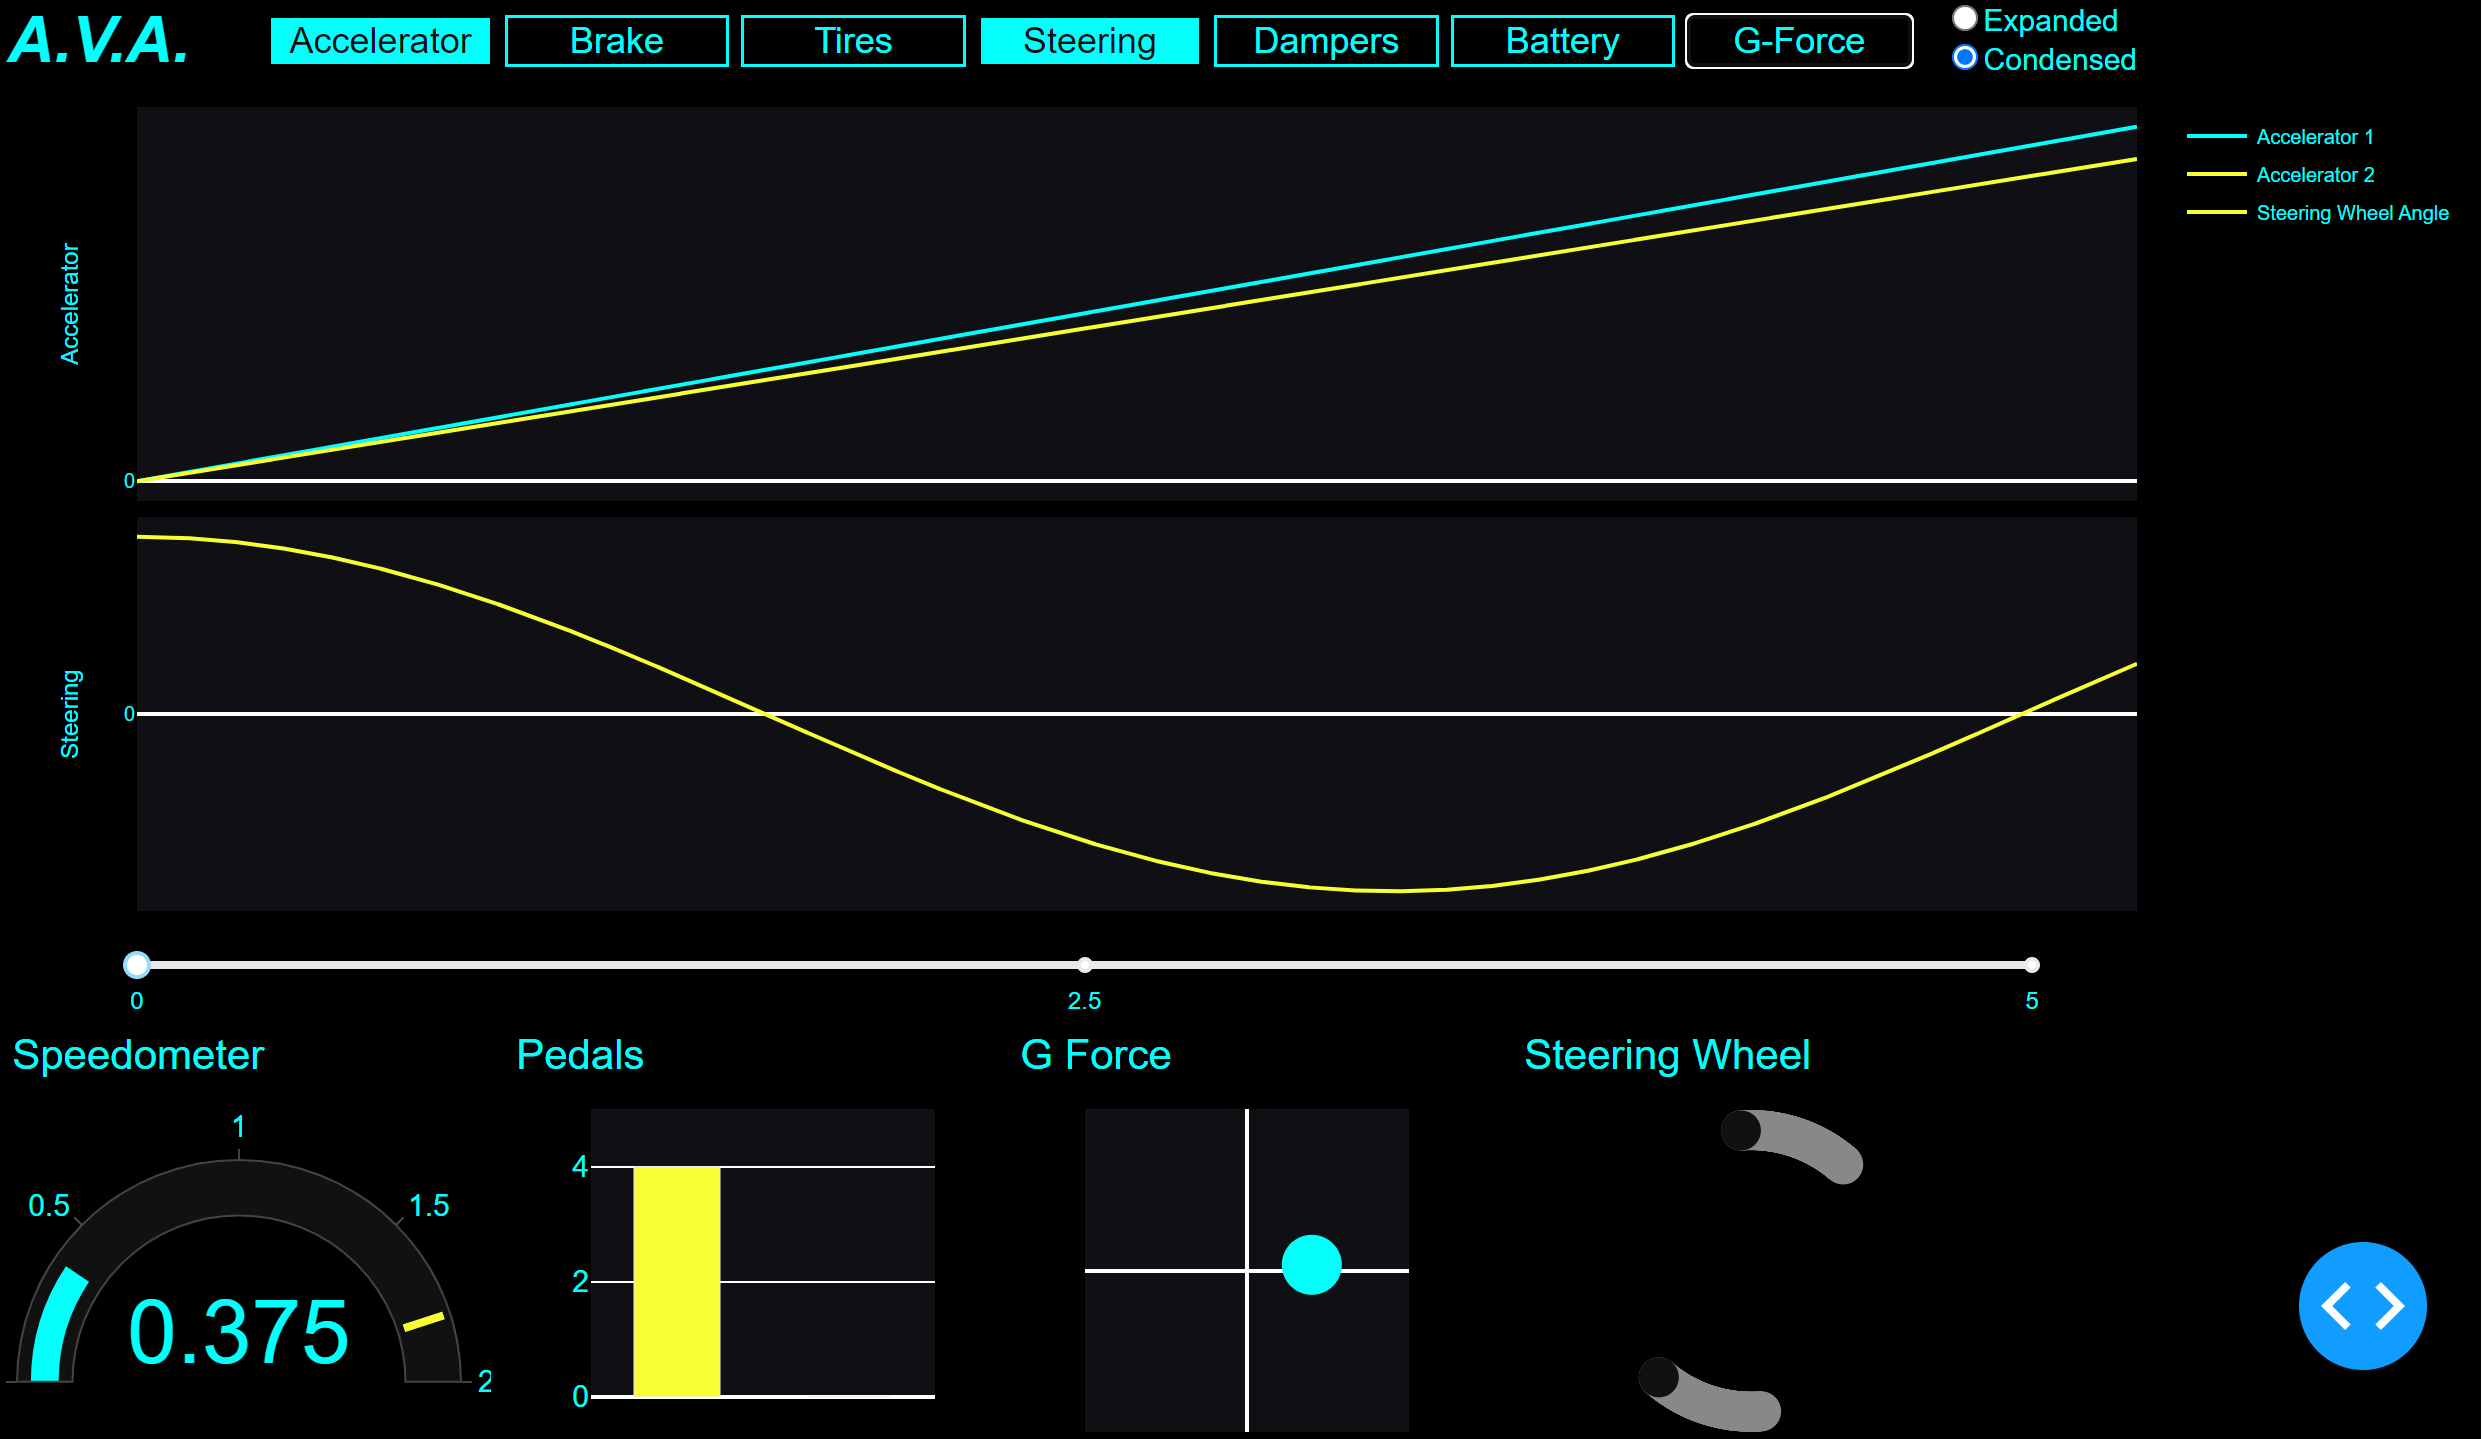 A.V.A.
Accelerator
Brake
Tires
Steering
Dampers
Battery
G-Force
Expanded
Condensed
Accelerator 1
Accelerator 2
Steering Wheel Angle
Accelerator
0
Steering
0
0
2.5
5
Speedometer
Pedals
G Force
Steering Wheel
0.5
1
1.5
2
0.375
4
2
0